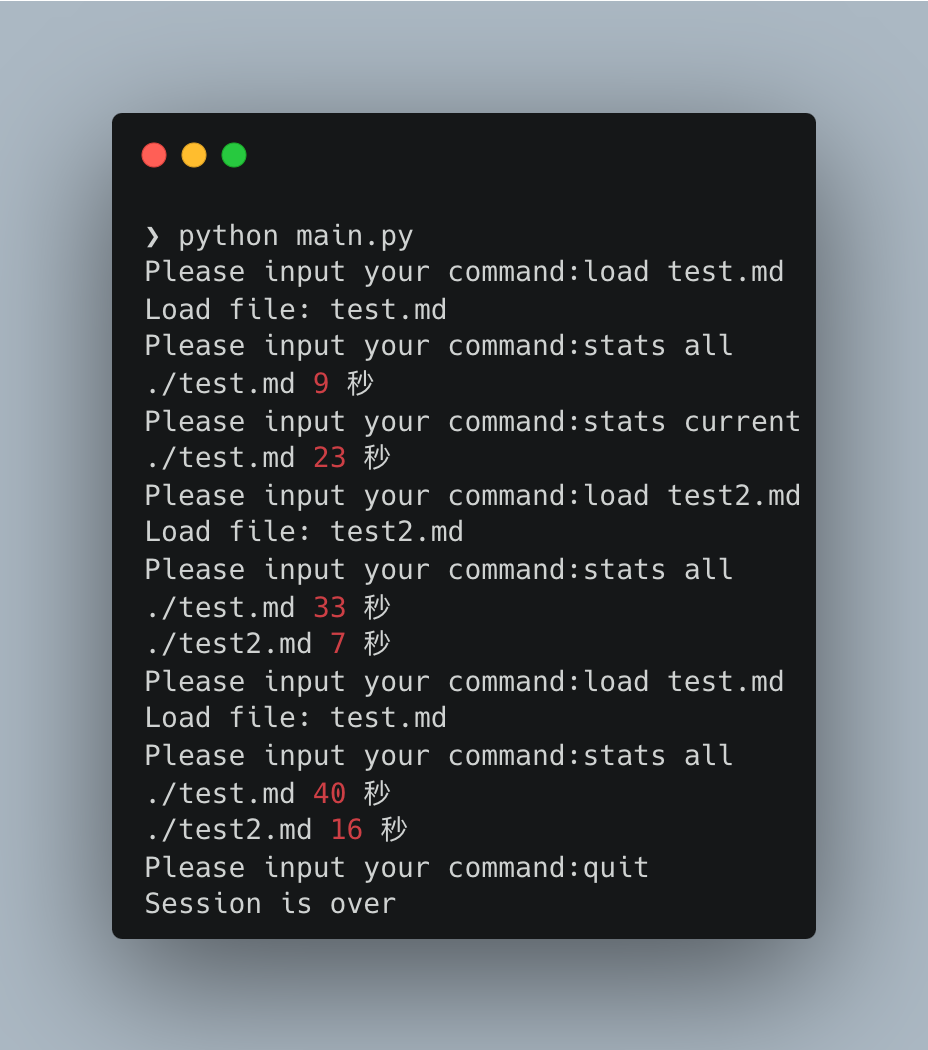 ❯ python main.py
Please input your command:load test.md
Load file: test.md
Please input your command:stats all
./test.md 9 秒
Please input your command:stats current
./test.md 23 秒
Please input your command:load test2.md
Load file: test2.md
Please input your command:stats all
./test.md 33 秒
./test2.md 7 秒
Please input your command:load test.md
Load file: test.md
Please input your command:stats all
./test.md 40 秒
./test2.md 16 秒
Please input your command:quit
Session is over